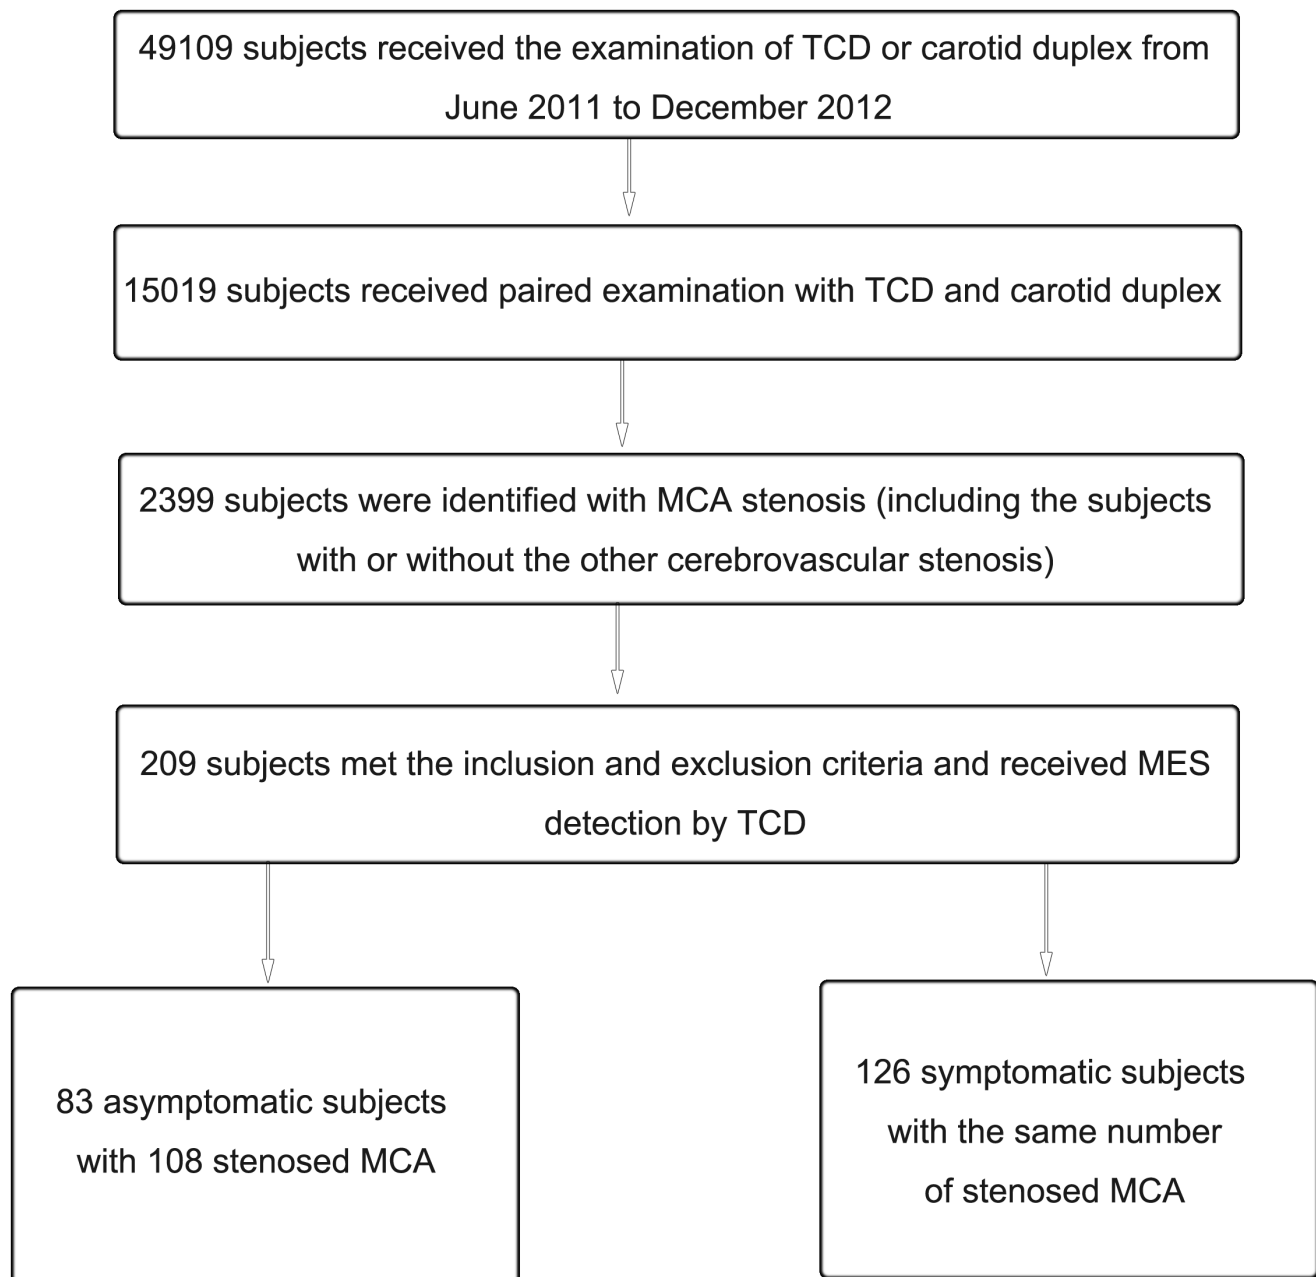 49109 subjects received the examination of TCD or carotid duplex from
June 2011 to December 2012
15019 subjects received paired examination with TCD and carotid duplex
2399 subjects were identified with MCA stenosis (including the subjects
with or without the other cerebrovascular stenosis)
209 subjects met the inclusion and exclusion criteria and received MES
detection by TCD
83 asymptomatic subjects
with 108 stenosed MCA
126 symptomatic subjects
with the same number
of stenosed MCA